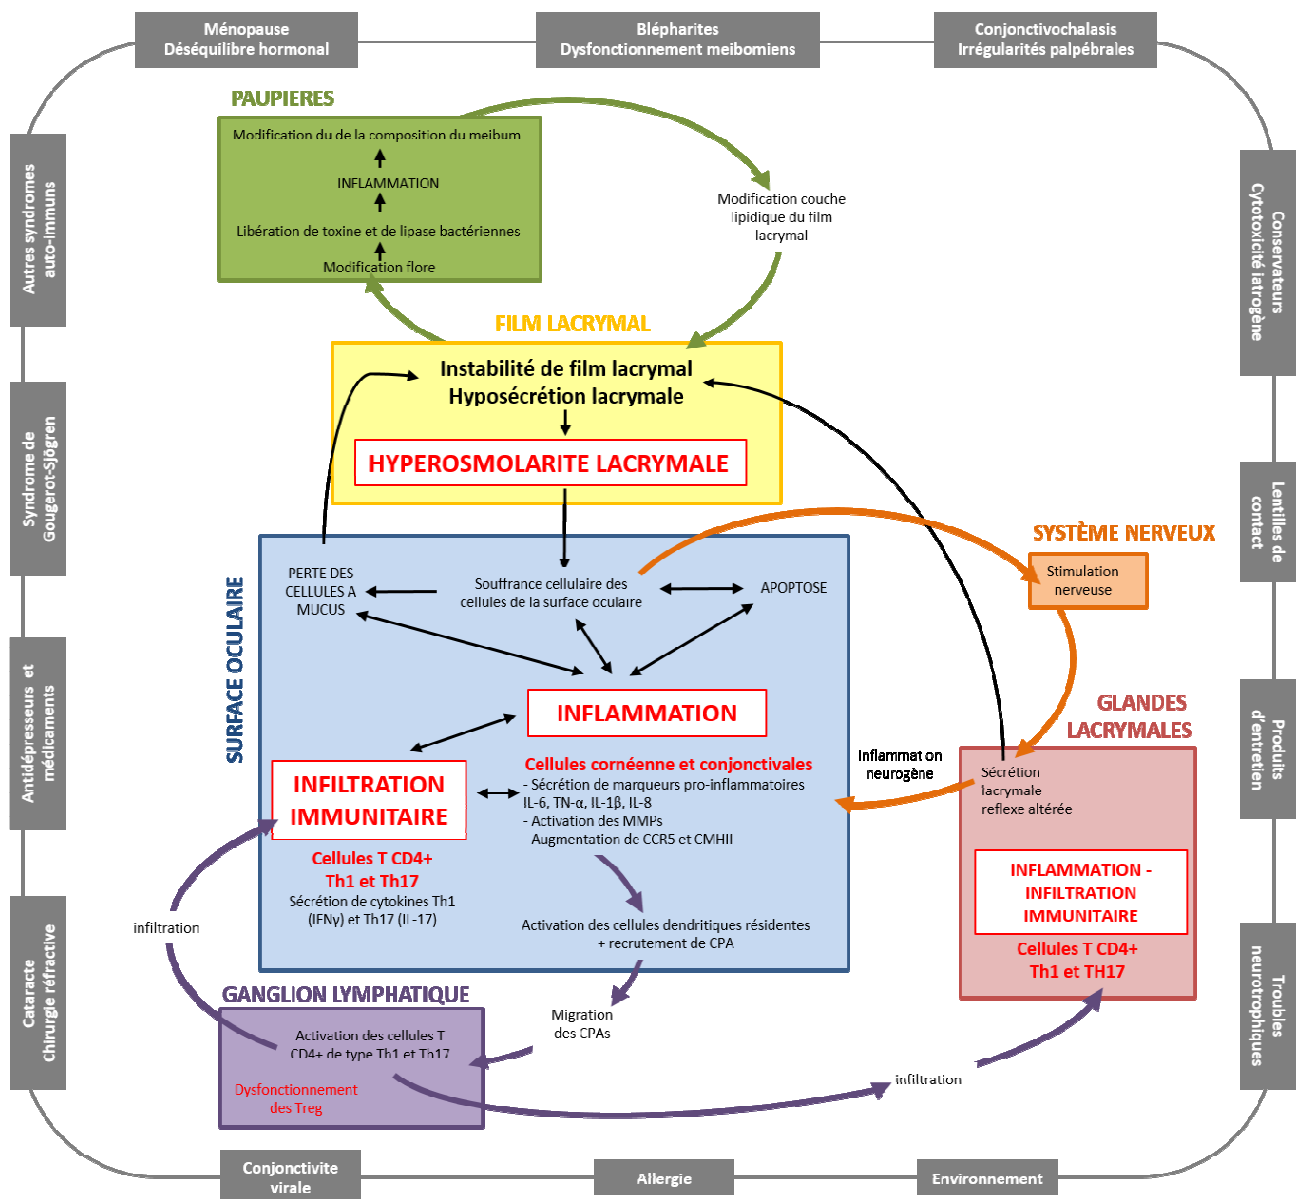 Ménopause
Déséquilibre hormonal
Blépharites
Dysfonctionnement meibomiens
Conjonctivochalasis
Irrégularités palpébrales
PAUPIERES
Modification du de la composition du meibum
INFLAMMATION
Libération de toxine et de lipase bactériennes
Modification flore
Modification couche
lipidique du film
lacrymal
Autres syndromes
auto-immuns
Conservateurs
Cytotoxicité iatrogène
FILM LACRYMAL
Instabilité de film lacrymal
Hyposécrétion lacrymale
HYPEROSMOLARITE LACRYMALE
Syndrome de
Gougerot-Sjögren
Lentilles de
contact
SYSTÈME NERVEUX
Stimulation
nerveuse
SURFACE OCULAIRE
PERTE DES
CELLULES A
MUCUS
Souffrance cellulaire des
cellules de la surface oculaire
APOPTOSE
INFLAMMATION
Antidépresseurs et
médicaments
Produits
d'entretien
GLANDES
LACRYMALES
Inflammation
neurogène
Sécrétion
lacrymale
reflexe altérée
INFILTRATION
IMMUNITAIRE
Cellules T CD4+
Th1 et Th17
Sécrétion de cytokines Th1
(IFNγ) et Th17 (IL-17)
Cellules cornéenne et conjonctivales
- Sécrétion de marqueurs pro-inflammatoires
IL-6, TN-α, IL-1β, IL-8
- Activation des MMPs
Augmentation de CCR5 et CMHII
Activation des cellules dendritiques résidentes
+ recrutement de CPA
INFLAMMATION -
INFILTRATION
IMMUNITAIRE
Cellules T CD4+
Th1 et TH17
infiltration
Cataracte
Chirurgie réfractive
Troubles
neurotrophiques
GANGLION LYMPHATIQUE
Activation des cellules T
CD4+ de type Th1 et Th17
Dysfonctionnement
des Treg
Migration
des CPAs
infiltration
Conjonctivite
virale
Allergie
Environnement